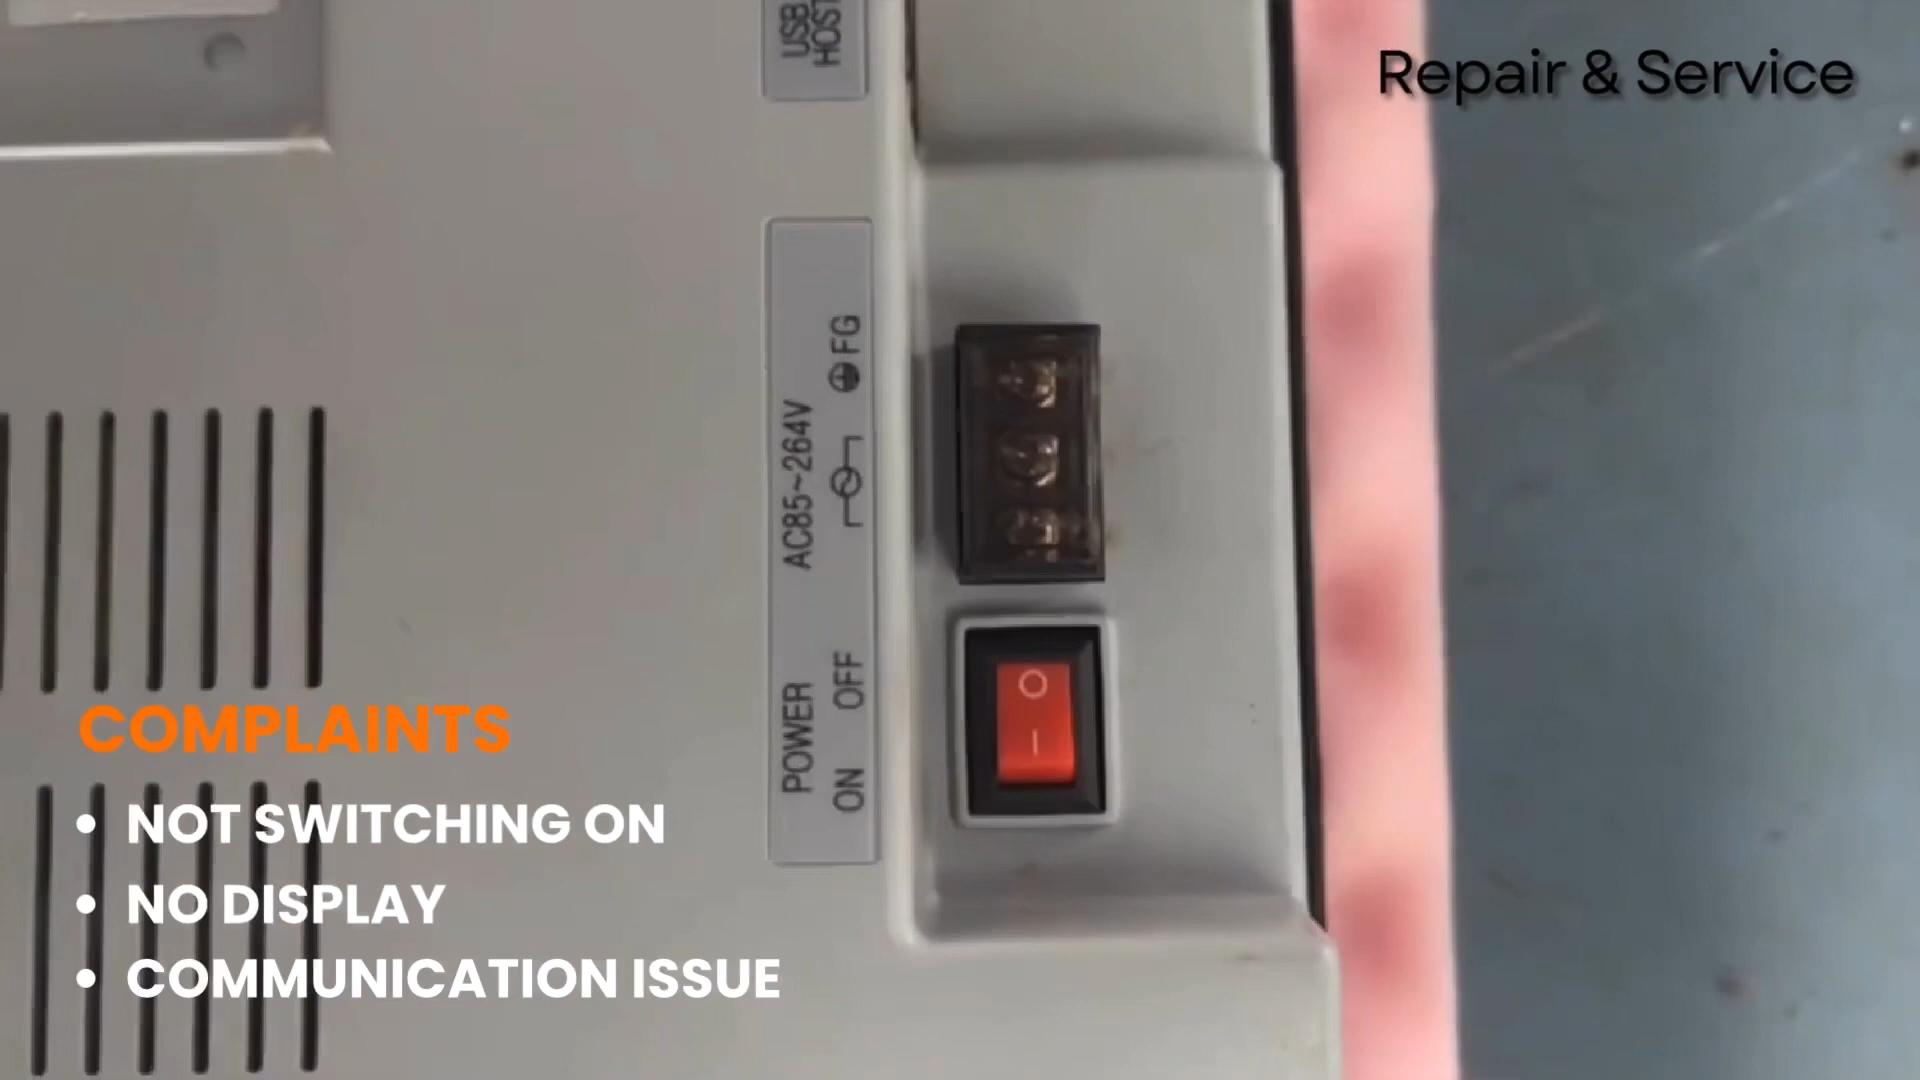 Repair & Service
USB
HOST
AC85~264V
FG
POWER
ON OFF
O
I
COMPLAINTS
• NOT SWITCHING ON
• NO DISPLAY
• COMMUNICATION ISSUE